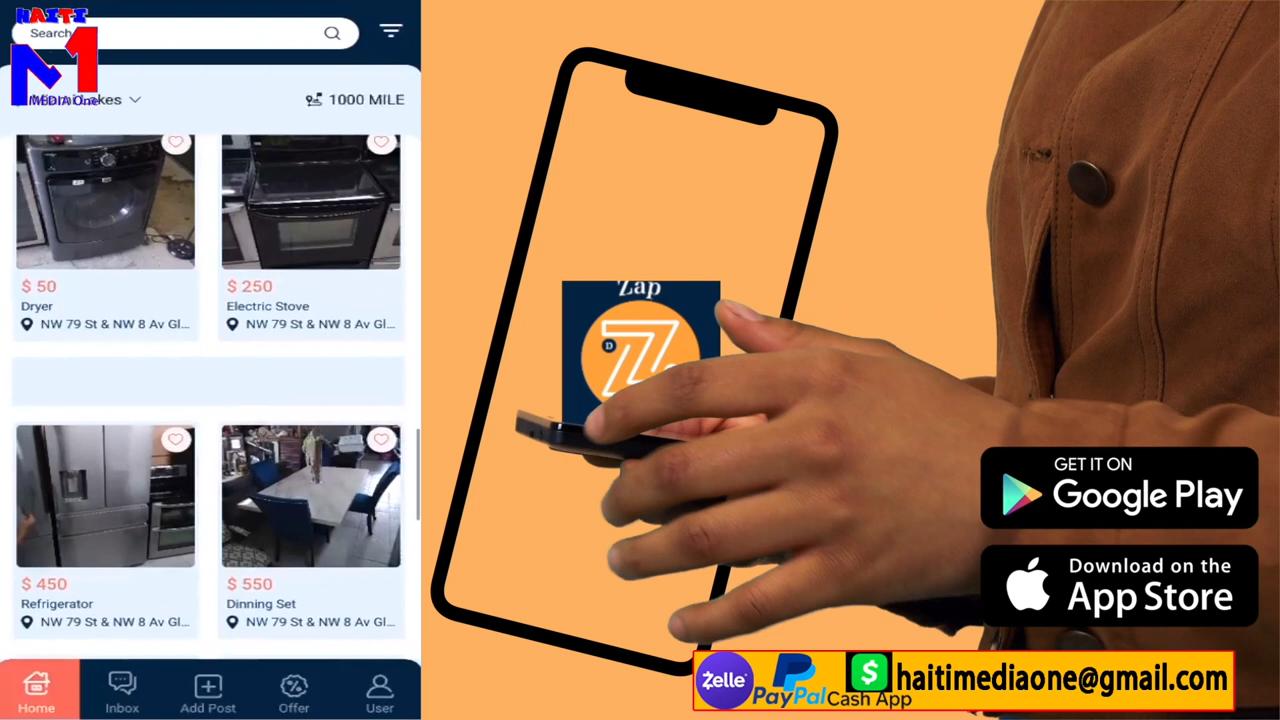 HAITI
Search
M1
MEDIA One
1000 MILE
$ 50
Dryer
NW 79 St & NW 8 Av Gl...
$ 250
Electric Stove
NW 79 St & NW 8 Av Gl...
$ 450
Refrigerator
NW 79 St & NW 8 Av Gl...
$ 550
Dinning Set
NW 79 St & NW 8 Av Gl...
Home
Inbox
Add Post
Offer
User
Zap
D
Z
GET IT ON
Google Play
Download on the
App Store
Zelle
PayPal
$
Cash App
haitimediaone@gmail.com